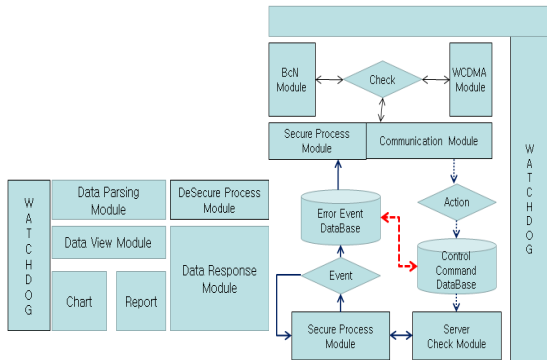 BcN
Module
Check
WCDMA
Module
Secure Process
Module
Communication Module
WATCHDOG
Data Parsing
Module
DeSecure Process
Module
Data View Module
Chart
Report
Data Response
Module
Error Event
DataBase
Action
Event
Control
Command
DataBase
Secure Process
Module
Server
Check Module
WATCHDOG